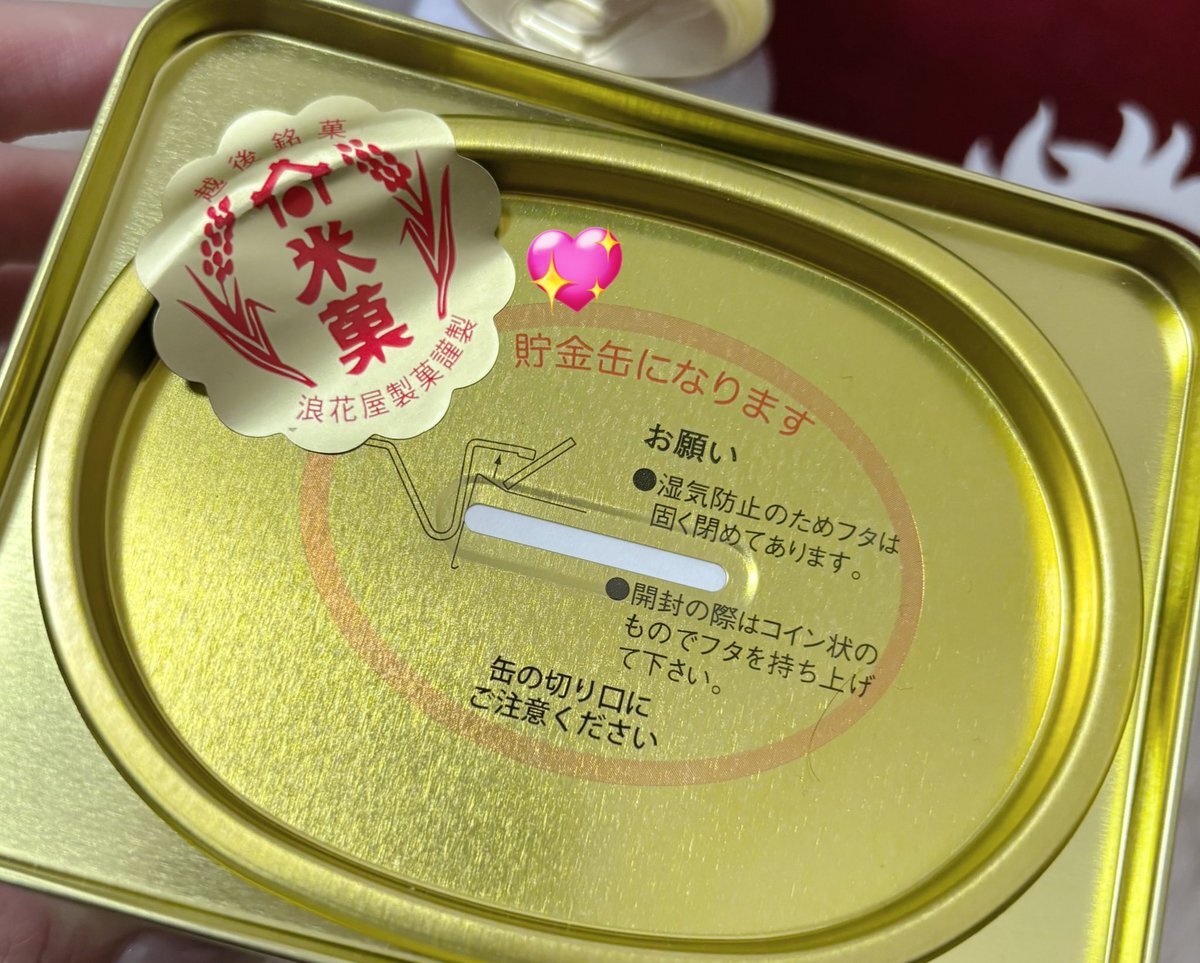 越後銘菓
米菓
浪花屋製菓謹製
貯金缶になります
お願い
●湿気防止のためフタは
固く閉めてあります。
●開封の際はコイン状の
ものでフタを持ち上げ
て下さい。
缶の切り口に
ご注意ください